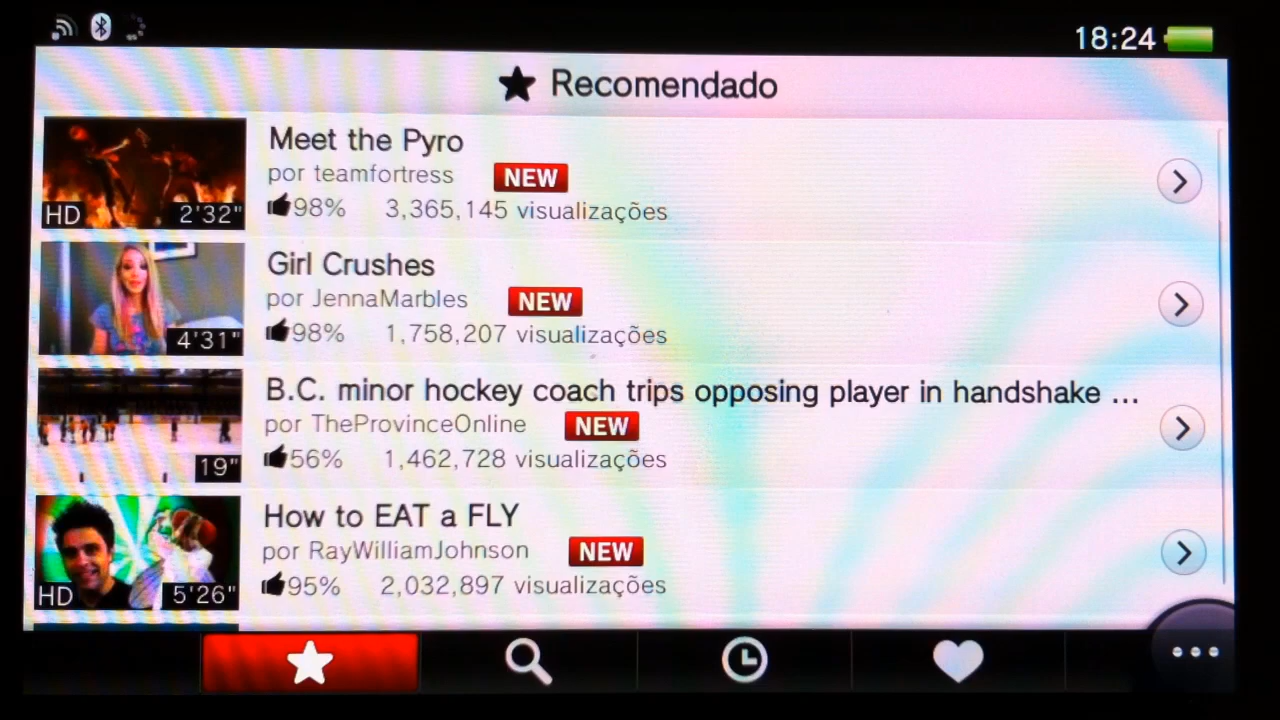 18:24
Recomendado
Meet the Pyro
por teamfortress NEW
HD 2'32" 98% 3,365,145 visualizações
Girl Crushes
por JennaMarbles NEW
4'31" 98% 1,758,207 visualizações
B.C. minor hockey coach trips opposing player in handshake ...
por TheProvinceOnline NEW
19" 56% 1,462,728 visualizações
How to EAT a FLY
por RayWilliamJohnson NEW
HD 5'26" 95% 2,032,897 visualizações